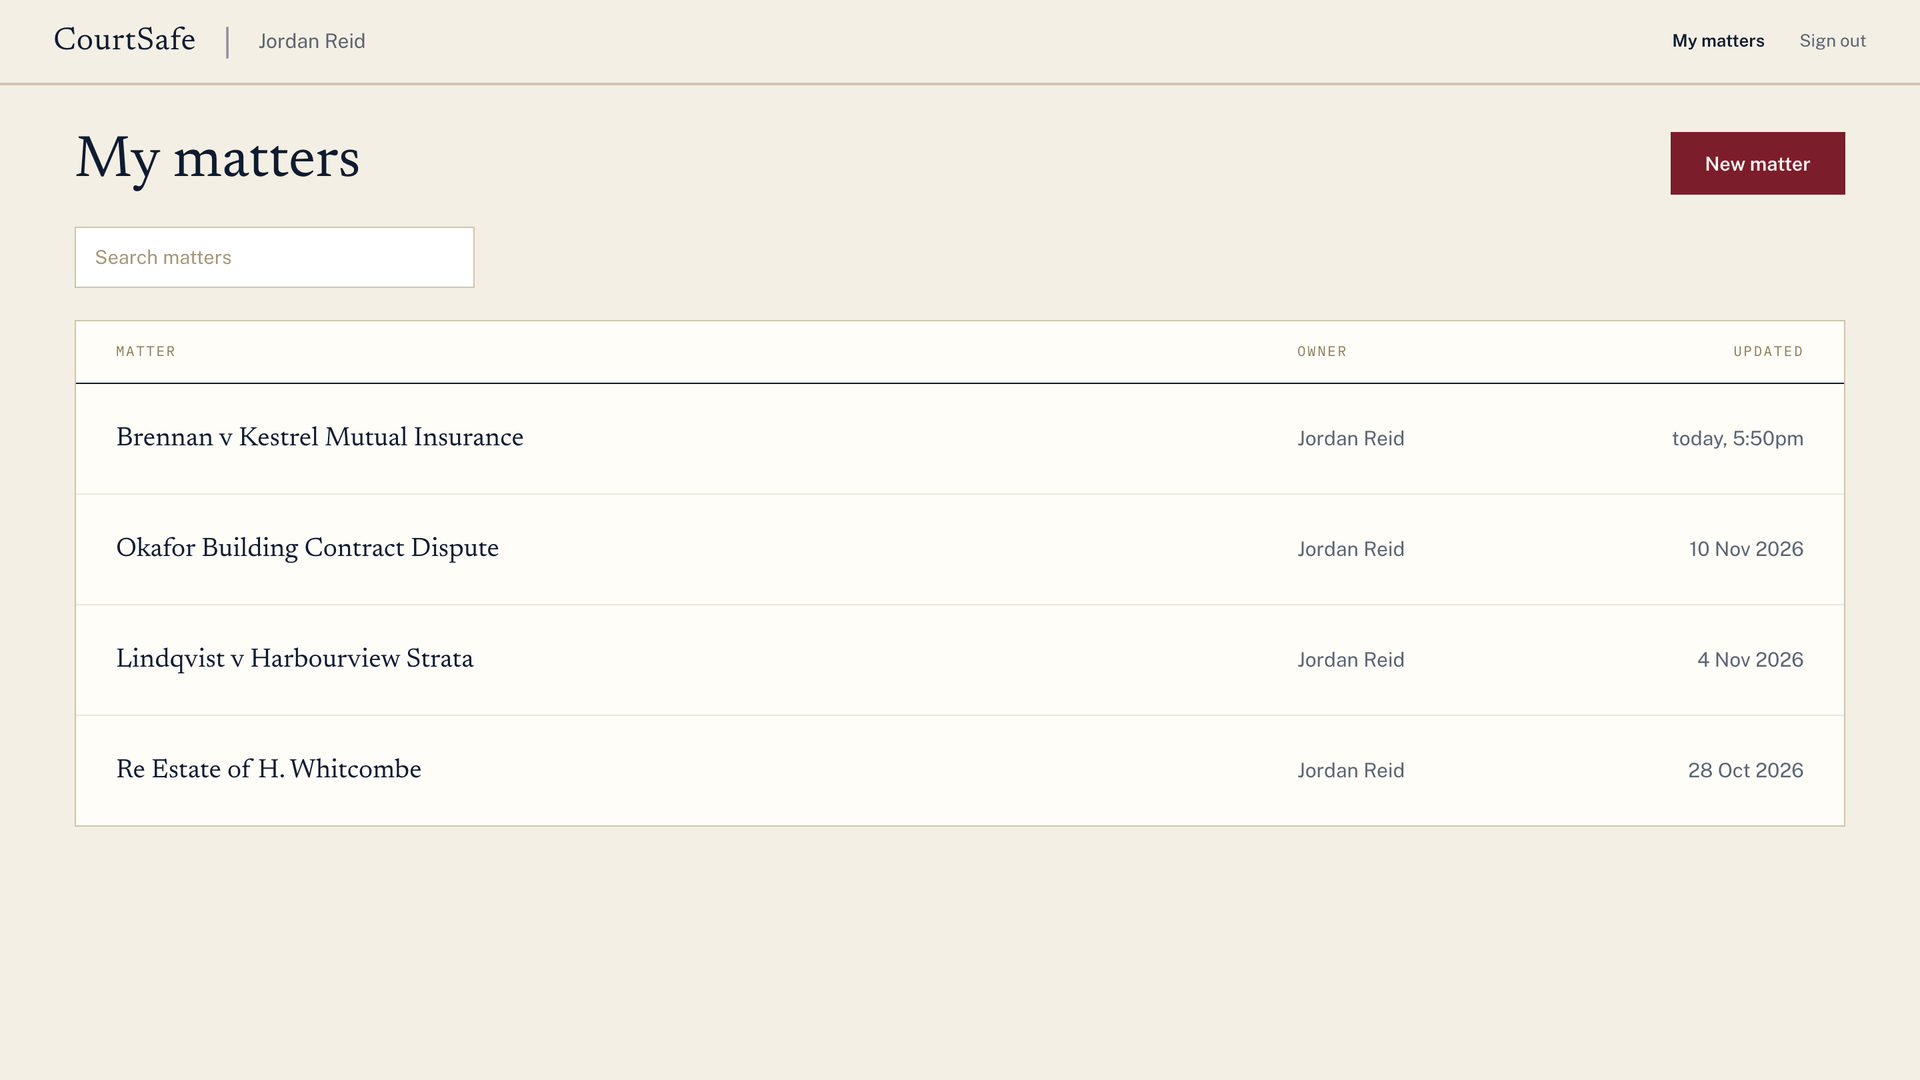 CourtSafe | Jordan Reid My matters Sign out
My matters
New matter
Search matters
MATTER OWNER UPDATED
Brennan v Kestrel Mutual Insurance Jordan Reid today, 5:50pm
Okafor Building Contract Dispute Jordan Reid 10 Nov 2026
Lindqvist v Harbourview Strata Jordan Reid 4 Nov 2026
Re Estate of H. Whitcombe Jordan Reid 28 Oct 2026